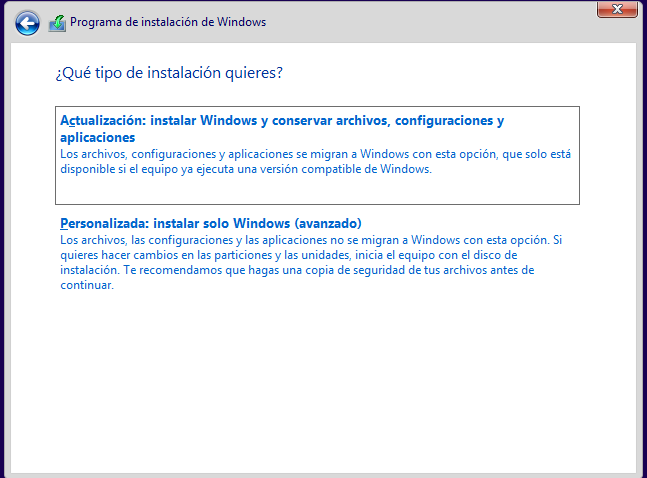 Programa de instalación de Windows
¿Qué tipo de instalación quieres?
Actualización: instalar Windows y conservar archivos, configuraciones y
aplicaciones
Los archivos, configuraciones y aplicaciones se migran a Windows con esta opción, que solo está
disponible si el equipo ya ejecuta una versión compatible de Windows.
Personalizada: instalar solo Windows (avanzado)
Los archivos, las configuraciones y las aplicaciones no se migran a Windows con esta opción. Si
quieres hacer cambios en las particiones y las unidades, inicia el equipo con el disco de
instalación. Te recomendamos que hagas una copia de seguridad de tus archivos antes de
continuar.